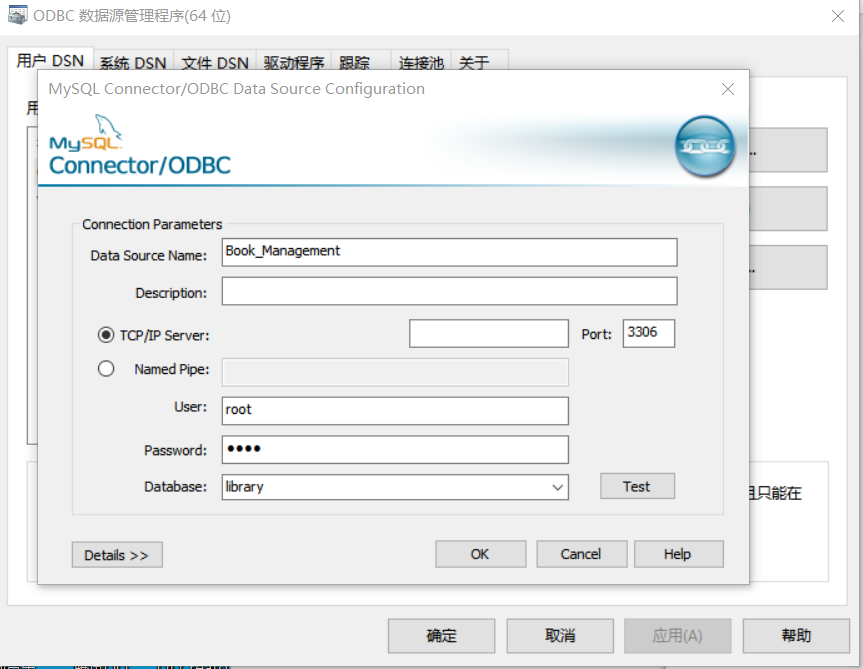 ODBC 数据源管理程序(64 位)
用户 DSN 系统 DSN 文件 DSN 驱动程序 跟踪 连接池 关于
MySQL Connector/ODBC Data Source Configuration
MySQL
Connector/ODBC
Connection Parameters
Data Source Name: Book_Management
Description:
TCP/IP Server: Port: 3306
Named Pipe:
User: root
Password: ●●●●
Database: library Test
且只能在
Details >> OK Cancel Help
确定 取消 应用(A) 帮助